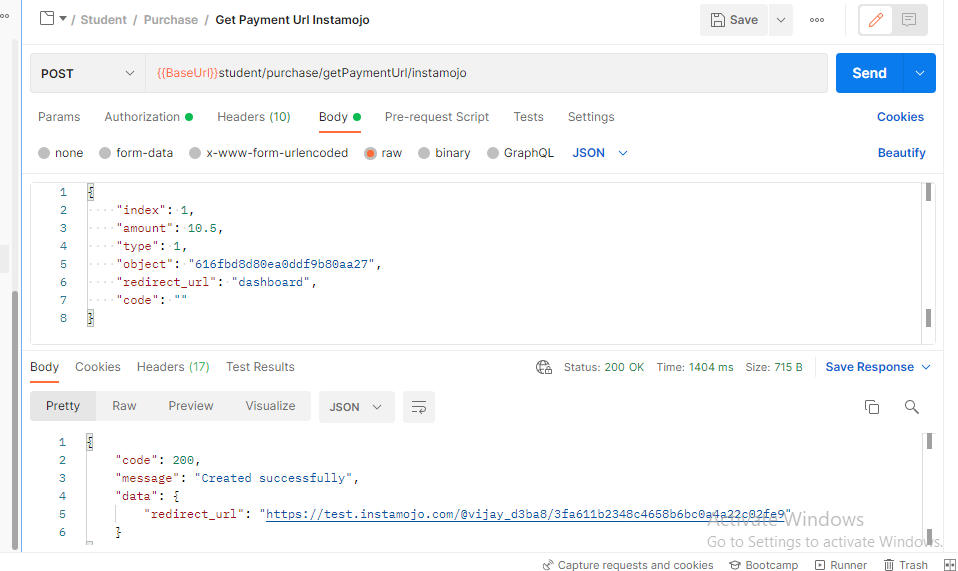 / Student / Purchase / Get Payment Url Instamojo
Save
POST
{{BaseUrl}}student/purchase/getPaymentUrl/instamojo
Send
Params Authorization Headers (10) Body Pre-request Script Tests Settings Cookies
none form-data x-www-form-urlencoded raw binary GraphQL JSON Beautify
1 {
2 "index": 1,
3 "amount": 10.5,
4 "type": 1,
5 "object": "616fbd8d80ea0ddf9b80aa27",
6 "redirect_url": "dashboard",
7 "code": ""
8 }
Body Cookies Headers (17) Test Results Status: 200 OK Time: 1404 ms Size: 715 B Save Response
Pretty Raw Preview Visualize JSON
1 {
2 "code": 200,
3 "message": "Created successfully",
4 "data": {
5 "redirect_url": "https://test.instamojo.com/@vijay_d3ba8/3fa611b2348c4658b6bc0a4a22c02fe9"
6 }
Activate Windows
Go to Settings to activate Windows.
Capture requests and cookies Bootcamp Runner Trash